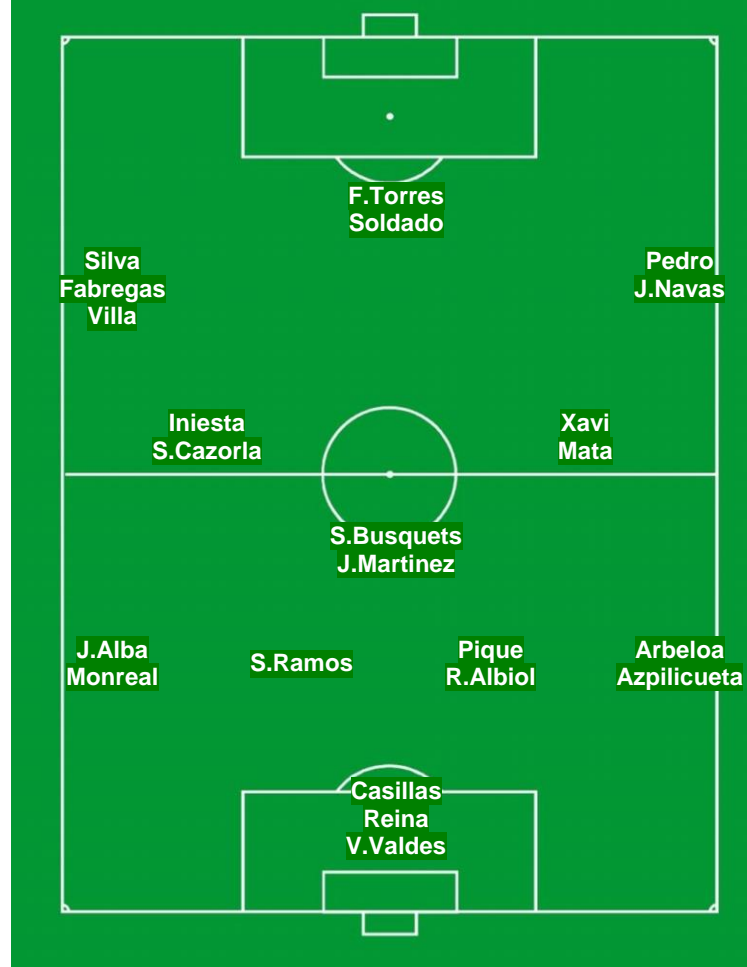 F.Torres
Soldado
Silva
Fabregas
Villa
Pedro
J.Navas
Iniesta
S.Cazorla
Xavi
Mata
S.Busquets
J.Martinez
J.Alba
Monreal
S.Ramos
Pique
R.Albiol
Arbeloa
Azpilicueta
Casillas
Reina
V.Valdes